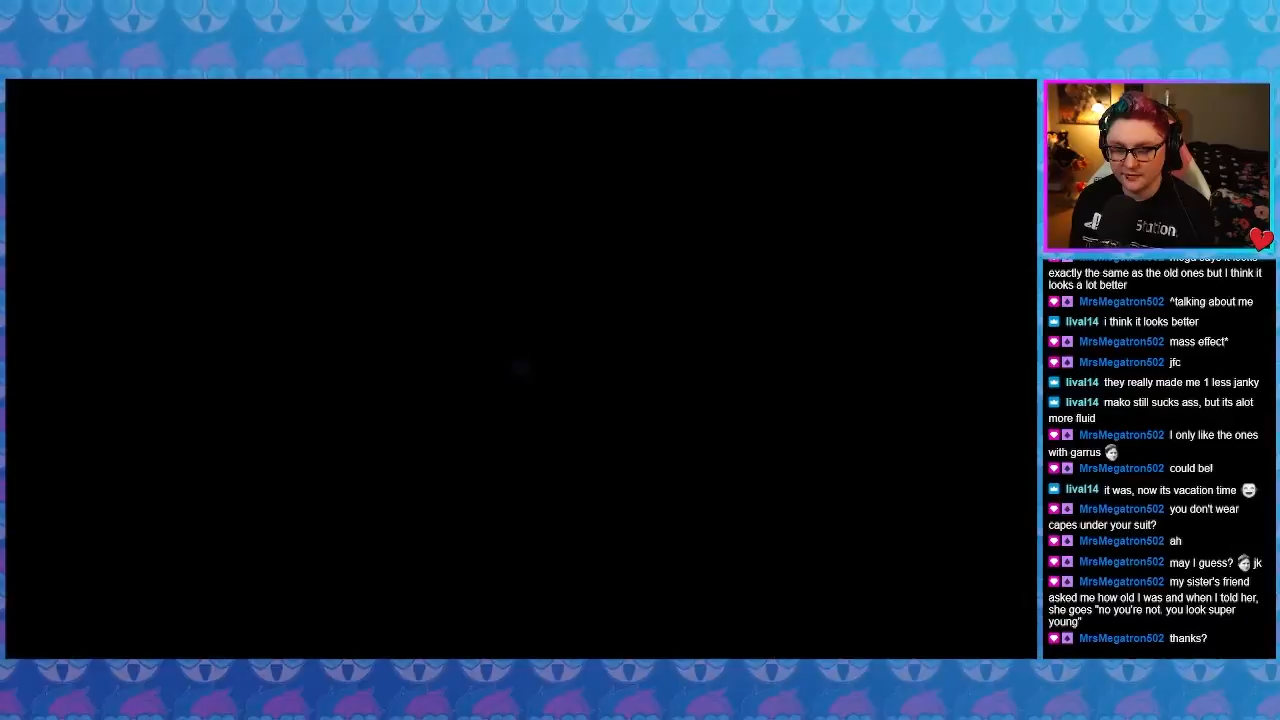 Station.
exactly the same as the old ones but I think it
looks a lot better
MrsMegatron502 ^talking about me
lival14 i think it looks better
MrsMegatron502 mass effect*
MrsMegatron502 jfc
lival14 they really made me 1 less janky
lival14 mako still sucks ass, but its alot
more fluid
MrsMegatron502 I only like the ones
with garrus
MrsMegatron502 could be!
lival14 it was, now its vacation time
MrsMegatron502 you don't wear
capes under your suit?
MrsMegatron502 ah
MrsMegatron502 may I guess? jk
MrsMegatron502 my sister's friend
asked me how old I was and when I told her,
she goes "no you're not. you look super
young"
MrsMegatron502 thanks?